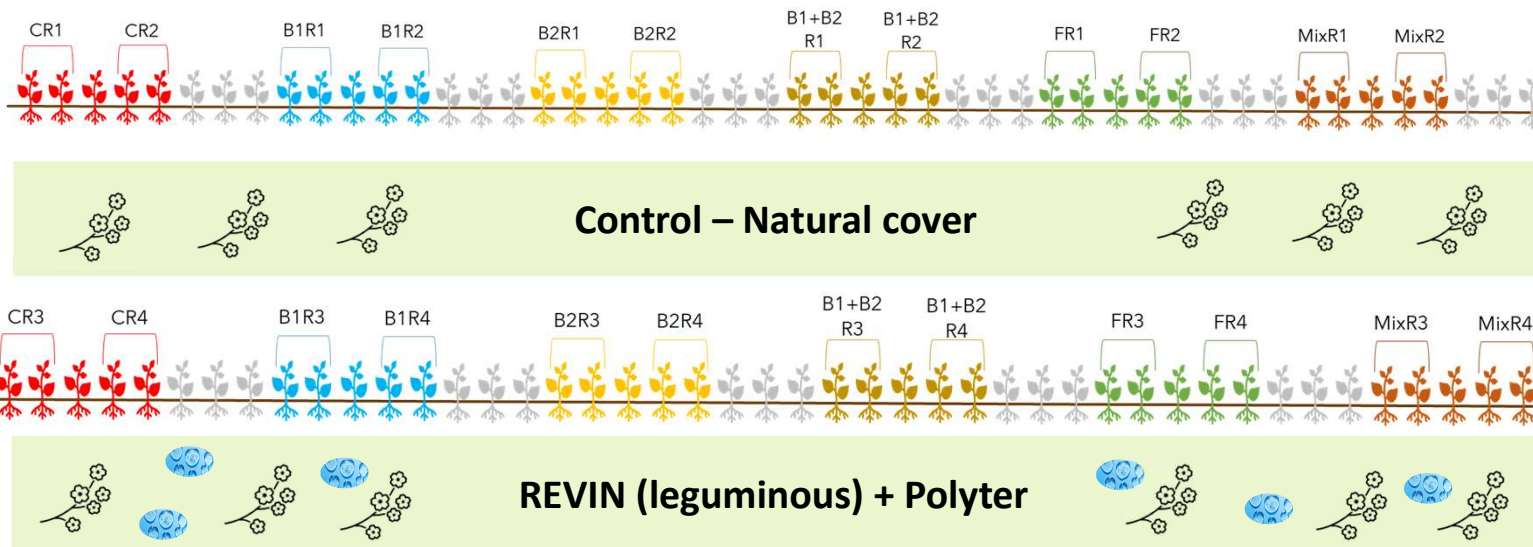 CR1 CR2 B1R1 B1R2 B2R1 B2R2 B1+B2 B1+B2 FR1 FR2 MixR1 MixR2
R1 R2
Control – Natural cover
CR3 CR4 B1R3 B1R4 B2R3 B2R4 B1+B2 B1+B2 FR3 FR4 MixR3 MixR4
R3 R4
REVIN (leguminous) + Polyter